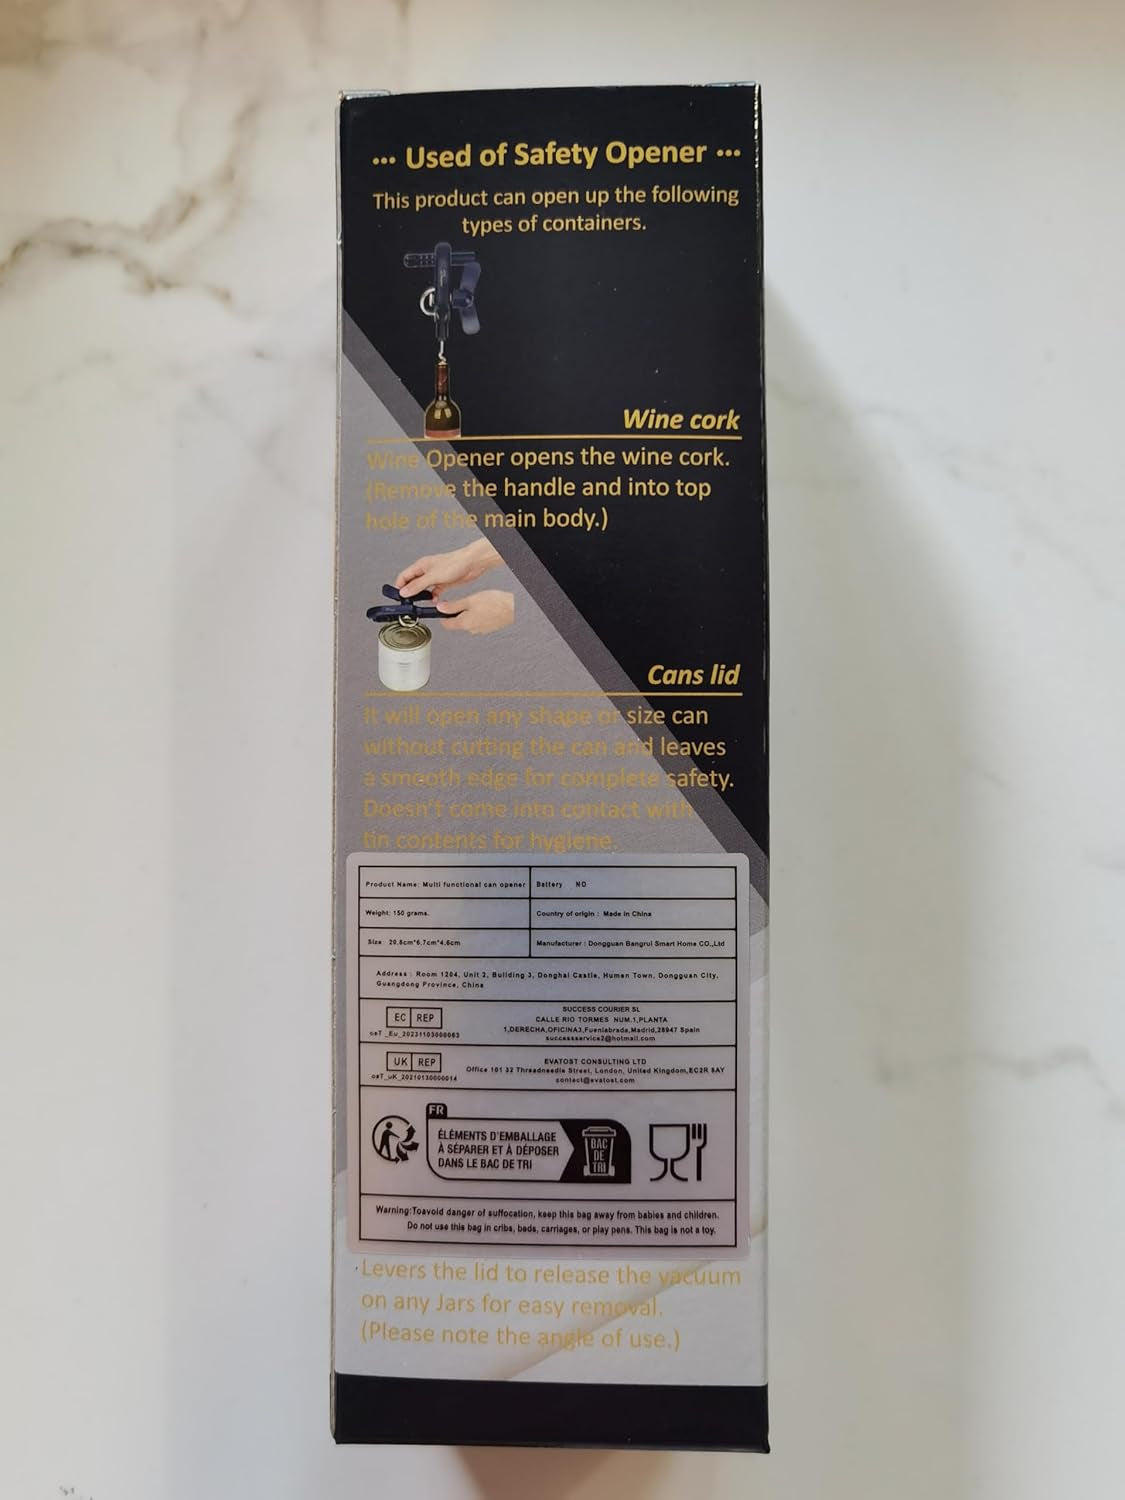 ••• Used of Safety Opener •••
This product can open up the following
types of containers.
Wine cork
Wine Opener opens the wine cork.
(Remove the handle and into top
hole of the main body.)
Cans lid
It will open any shape or size can
without cutting the can and leaves
a smooth edge for complete safety.
Doesn't come into contact with
tin contents for hygiene.
Product Name: Multi functional can opener
Battery NO
Weight: 150 grams.
Country of origin : Made in China
Size : 20.8cm*6.7cm*4.6cm
Manufacturer : Dongguan Bangrui Smart Home CO.,Ltd
Address : Room 1204, Unit 2, Building 3, Donghai Castle, Humen Town, Dongguan City,
Guangdong Province, China
EC REP
SUCCESS COURIER SL
CALLE RIO TORMES NUM.1,PLANTA
1,DERECHA,OFICINA3,Fuenlabrada,Madrid,28947 Spain
successservice2@hotmail.com
UK REP
EVATOST CONSULTING LTD
Office 101 32 Threadneedle Street, London, United Kingdom,EC2R 8AY
contact@evatost.com
FR
ÉLÉMENTS D'EMBALLAGE
À SÉPARER ET À DÉPOSER
DANS LE BAC DE TRI
BAC
DE
TRI
Warning:Toavoid danger of suffocation, keep this bag away from babies and children.
Do not use this bag in cribs, beds, carriages, or play pens. This bag is not a toy.
Levers the lid to release the vacuum
on any Jars for easy removal.
(Please note the angle of use.)